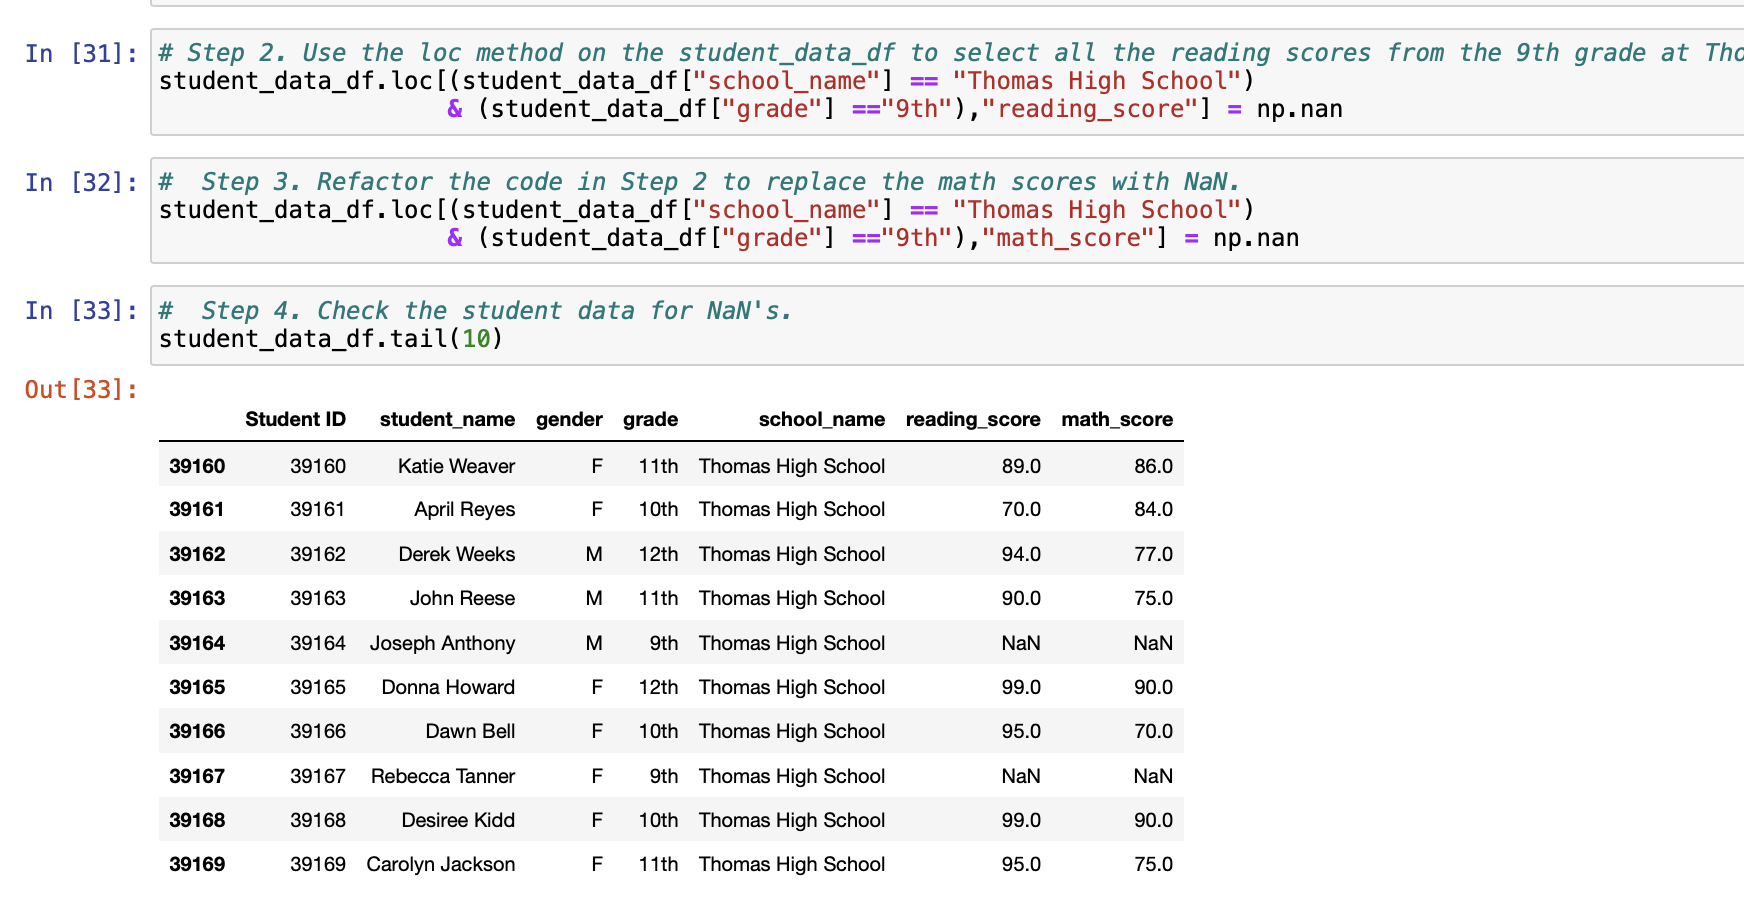 In [31]: # Step 2. Use the loc method on the student_data_df to select all the reading scores from the 9th grade at Tho
student_data_df.loc[(student_data_df["school_name"] == "Thomas High School")
& (student_data_df["grade"] =="9th"),"reading_score"] = np.nan
In [32]: #  Step 3. Refactor the code in Step 2 to replace the math scores with NaN.
student_data_df.loc[(student_data_df["school_name"] == "Thomas High School")
& (student_data_df["grade"] =="9th"),"math_score"] = np.nan
In [33]: #  Step 4. Check the student data for NaN's.
student_data_df.tail(10)
Out[33]:
Student ID student_name gender grade school_name reading_score math_score
39160 39160 Katie Weaver F 11th Thomas High School 89.0 86.0
39161 39161 April Reyes F 10th Thomas High School 70.0 84.0
39162 39162 Derek Weeks M 12th Thomas High School 94.0 77.0
39163 39163 John Reese M 11th Thomas High School 90.0 75.0
39164 39164 Joseph Anthony M 9th Thomas High School NaN NaN
39165 39165 Donna Howard F 12th Thomas High School 99.0 90.0
39166 39166 Dawn Bell F 10th Thomas High School 95.0 70.0
39167 39167 Rebecca Tanner F 9th Thomas High School NaN NaN
39168 39168 Desiree Kidd F 10th Thomas High School 99.0 90.0
39169 39169 Carolyn Jackson F 11th Thomas High School 95.0 75.0